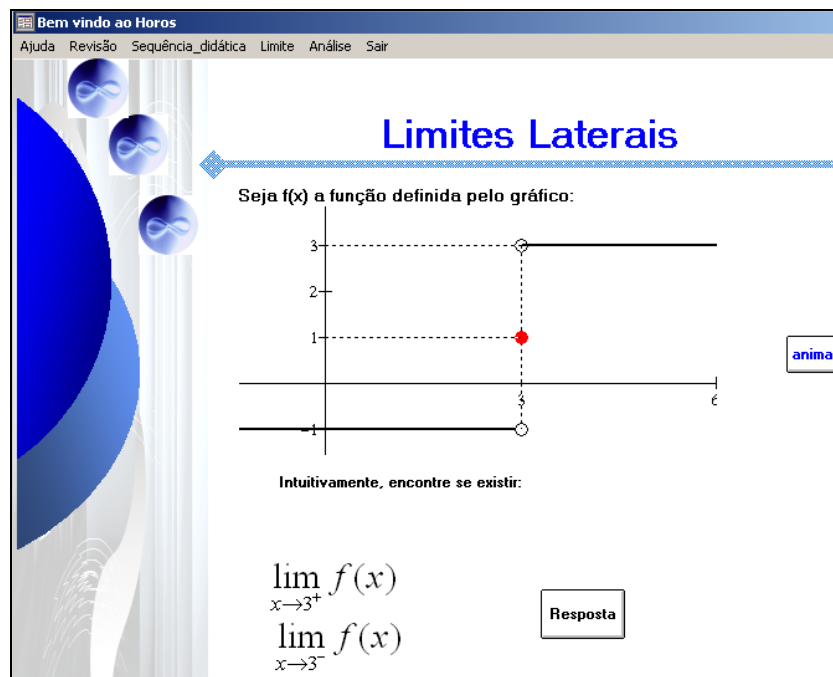 Bem vindo ao Horos
Ajuda Revisão Sequência_didática Limite Análise Sair
Limites Laterais
Seja f(x) a função definida pelo gráfico:
3
2
1
3 6
-1
anima
Intuitivamente, encontre se existir:
lim f(x)
x→3⁺
lim f(x)
x→3⁻
Resposta